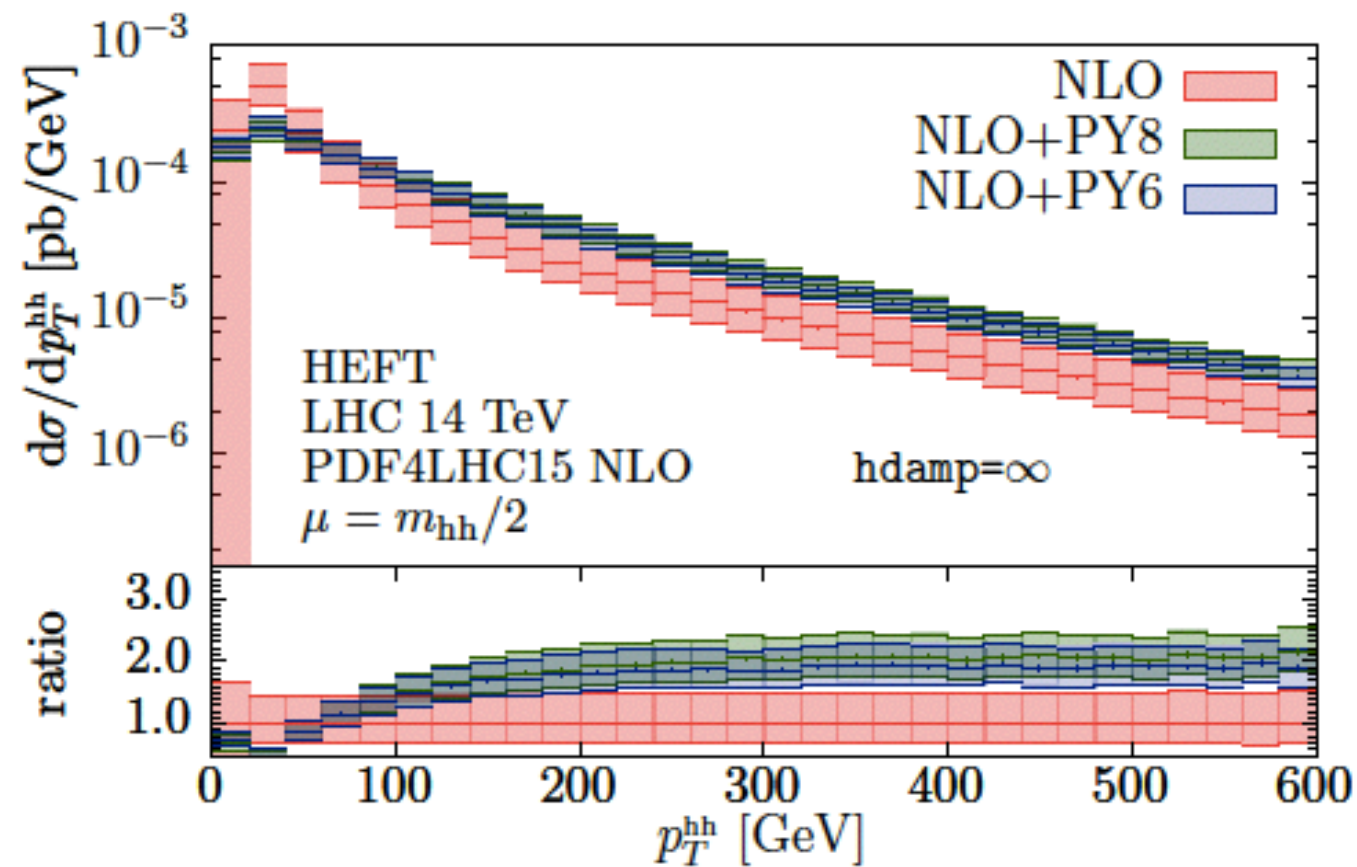 10⁻³
10⁻⁴
10⁻⁵
10⁻⁶
dσ/dp_T^hh [pb/GeV]
NLO
NLO+PY8
NLO+PY6
HEFT
LHC 14 TeV
PDF4LHC15 NLO
hdamp=∞
μ = m_hh/2
3.0
2.0
1.0
ratio
0 100 200 300 400 500 600
p_T^hh [GeV]